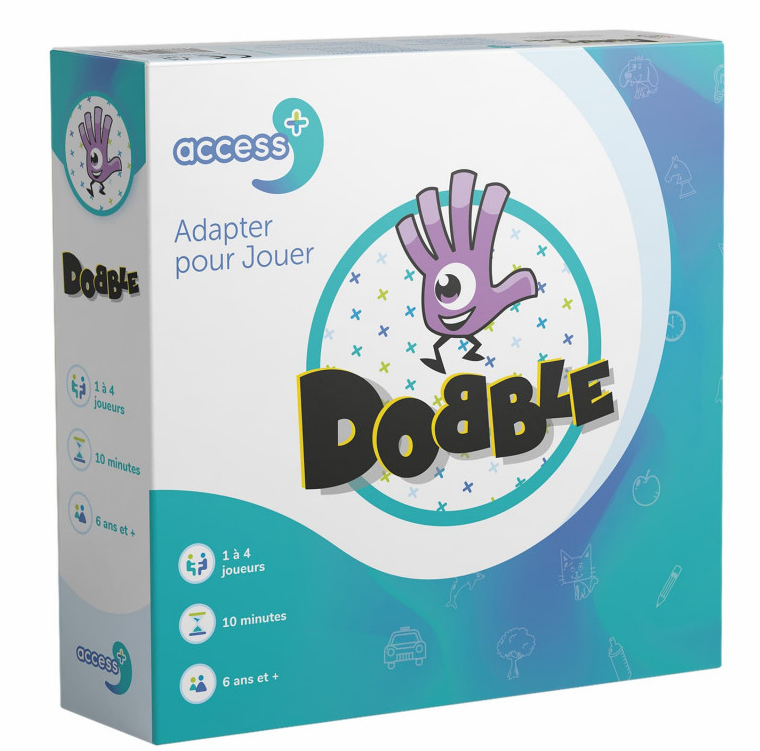 access+
Adapter
pour Jouer
DOBBLE
1 à 4
joueurs
10 minutes
6 ans et +
DOBBLE
1 à 4
joueurs
10 minutes
6 ans et +
access+